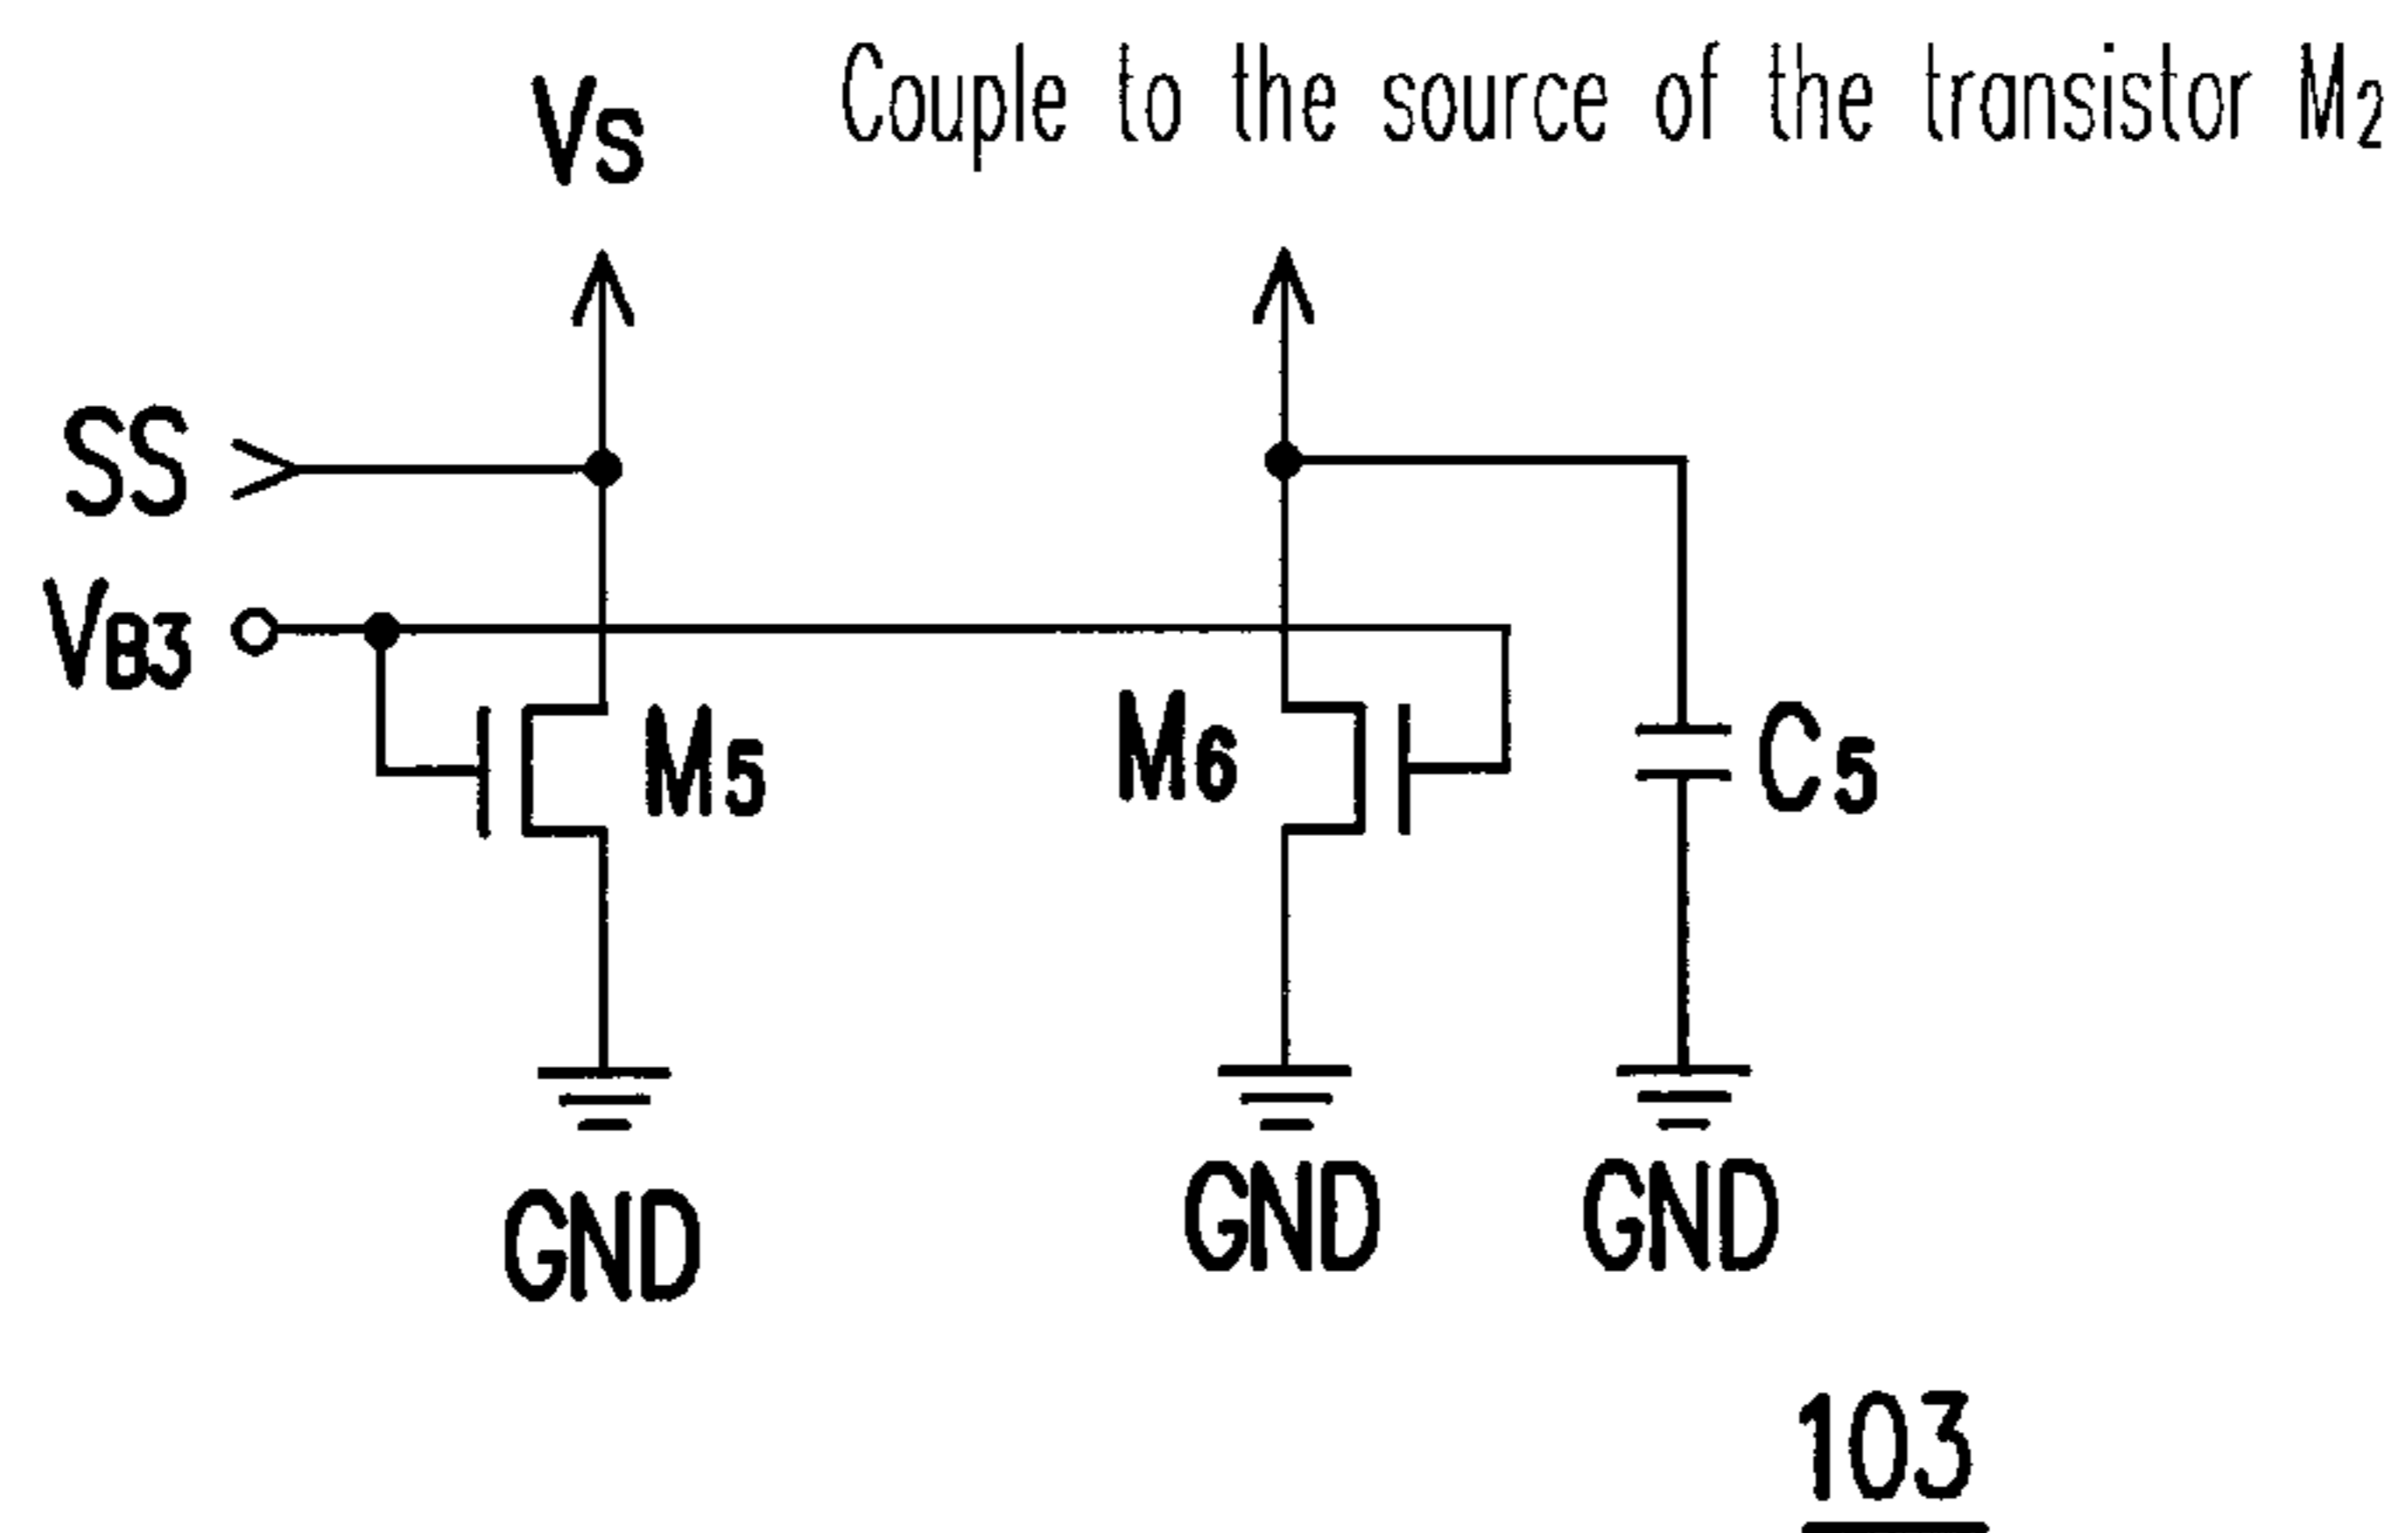 Vs
Couple to the source of the transistor M2
SS
VB3
M5
M6
C5
GND
GND
GND
103